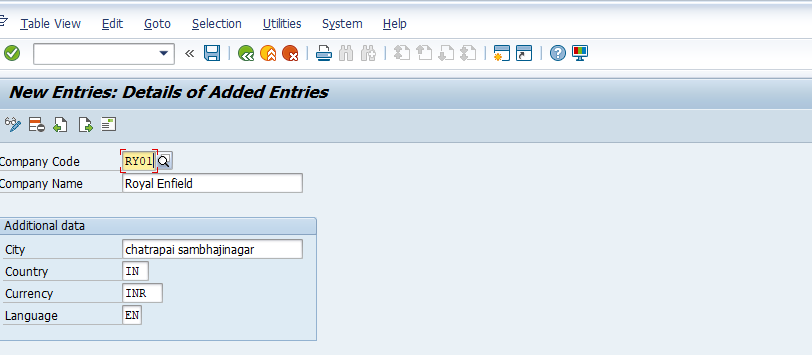 Table View Edit Goto Selection Utilities System Help
New Entries: Details of Added Entries
Company Code RY01
Company Name Royal Enfield
Additional data
City chatrapai sambhajinagar
Country IN
Currency INR
Language EN